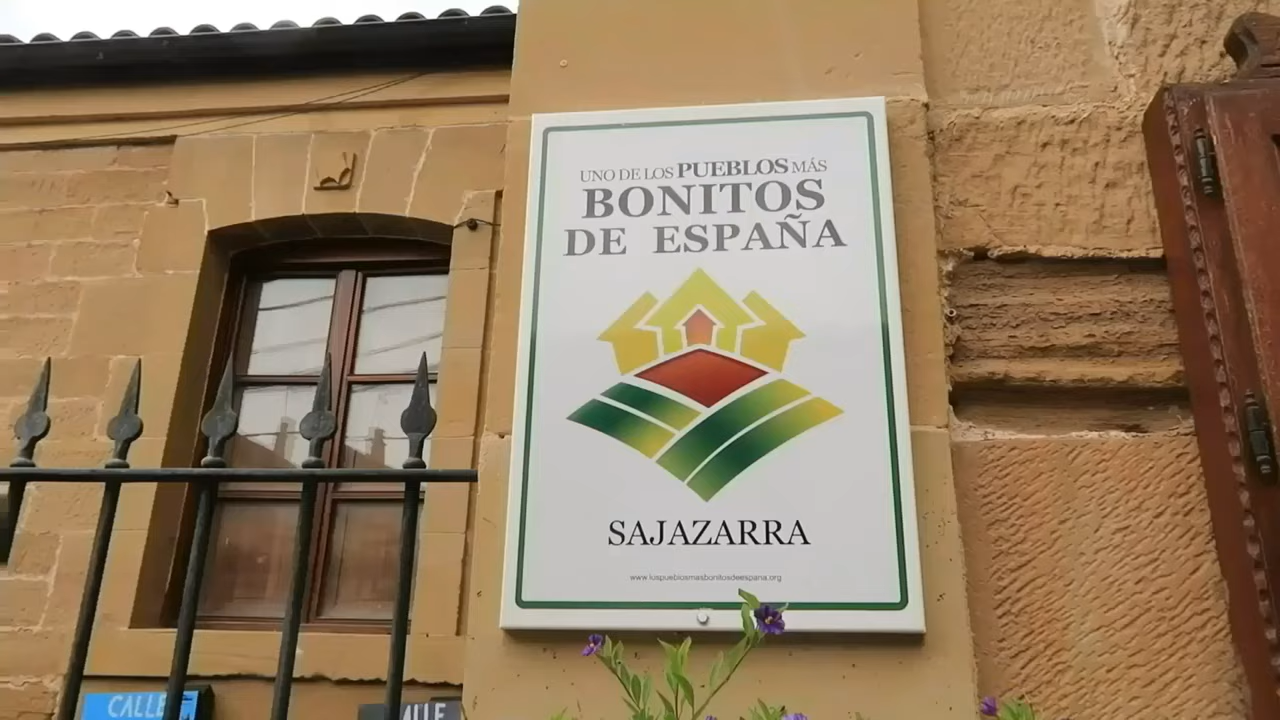 UNO DE LOS PUEBLOS MÁS
BONITOS
DE ESPAÑA
SAJAZARRA
www.lospueblosmasbonitosdeespana.org
CALLE